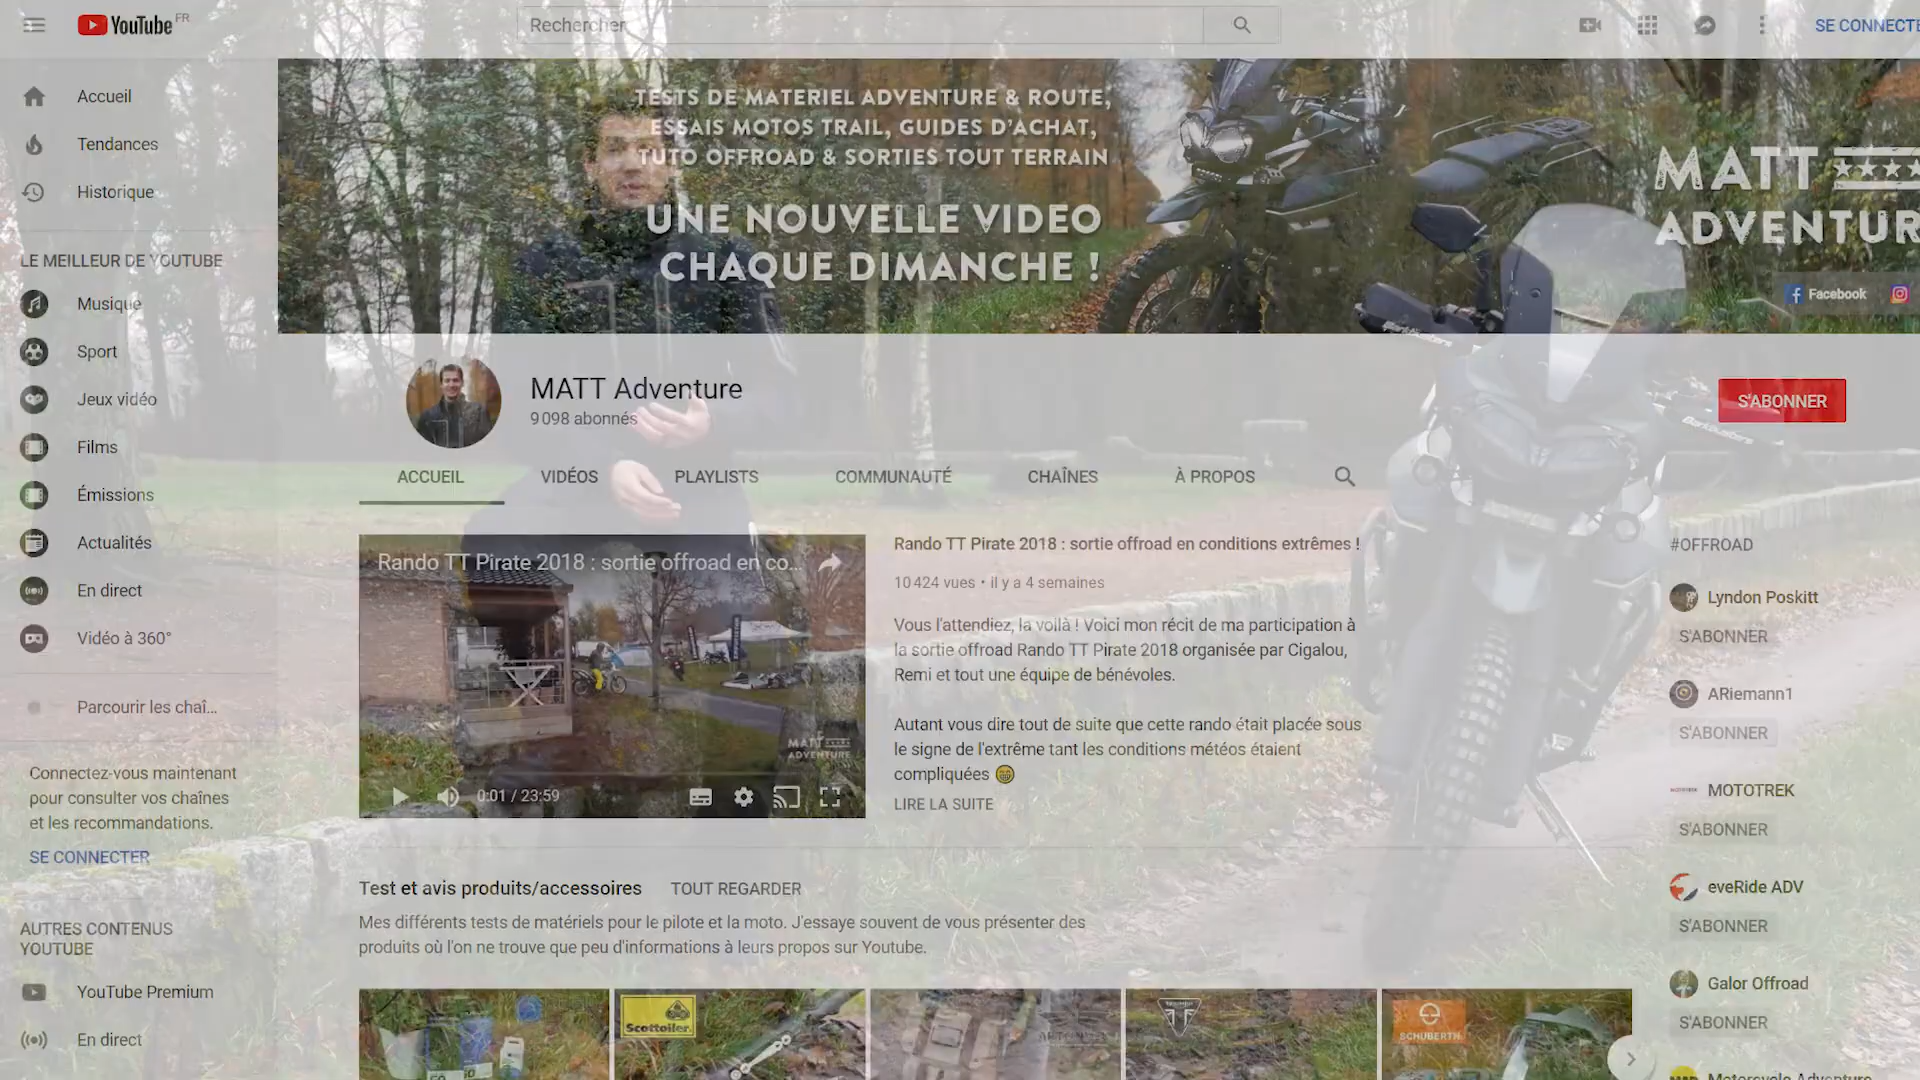 YouTube FR
Rechercher
SE CONNECTE
Accueil
Tendances
Historique
LE MEILLEUR DE YOUTUBE
Musique
Sport
Jeux vidéo
Films
Émissions
Actualités
En direct
Vidéo à 360°
Parcourir les chaî...
Connectez-vous maintenant
pour consulter vos chaînes
et les recommandations.
SE CONNECTER
AUTRES CONTENUS
YOUTUBE
YouTube Premium
En direct
TESTS DE MATERIEL ADVENTURE & ROUTE,
ESSAIS MOTOS TRAIL, GUIDES D'ACHAT,
TUTO OFFROAD & SORTIES TOUT TERRAIN
UNE NOUVELLE VIDEO
CHAQUE DIMANCHE !
MATT
ADVENTUR
Facebook
MATT Adventure
9 098 abonnés
S'ABONNER
ACCUEIL
VIDÉOS
PLAYLISTS
COMMUNAUTÉ
CHAÎNES
À PROPOS
Rando TT Pirate 2018 : sortie offroad en co...
MATT
ADVENTURE
0:01 / 23:59
Rando TT Pirate 2018 : sortie offroad en conditions extrêmes !
10 424 vues • il y a 4 semaines
Vous l'attendiez, la voilà ! Voici mon récit de ma participation à
la sortie offroad Rando TT Pirate 2018 organisée par Cigalou,
Remi et tout une équipe de bénévoles.
Autant vous dire tout de suite que cette rando était placée sous
le signe de l'extrême tant les conditions météos étaient
compliquées 😁
LIRE LA SUITE
Test et avis produits/accessoires
TOUT REGARDER
Mes différents tests de matériels pour le pilote et la moto. J'essaye souvent de vous présenter des
produits où l'on ne trouve que peu d'informations à leurs propos sur Youtube.
Scottoiler
SCHUBERTH
#OFFROAD
Lyndon Poskitt
S'ABONNER
ARiemann1
S'ABONNER
MOTOTREK
S'ABONNER
eveRide ADV
S'ABONNER
Galor Offroad
S'ABONNER
Motorcycle Adventure
Barkbusters